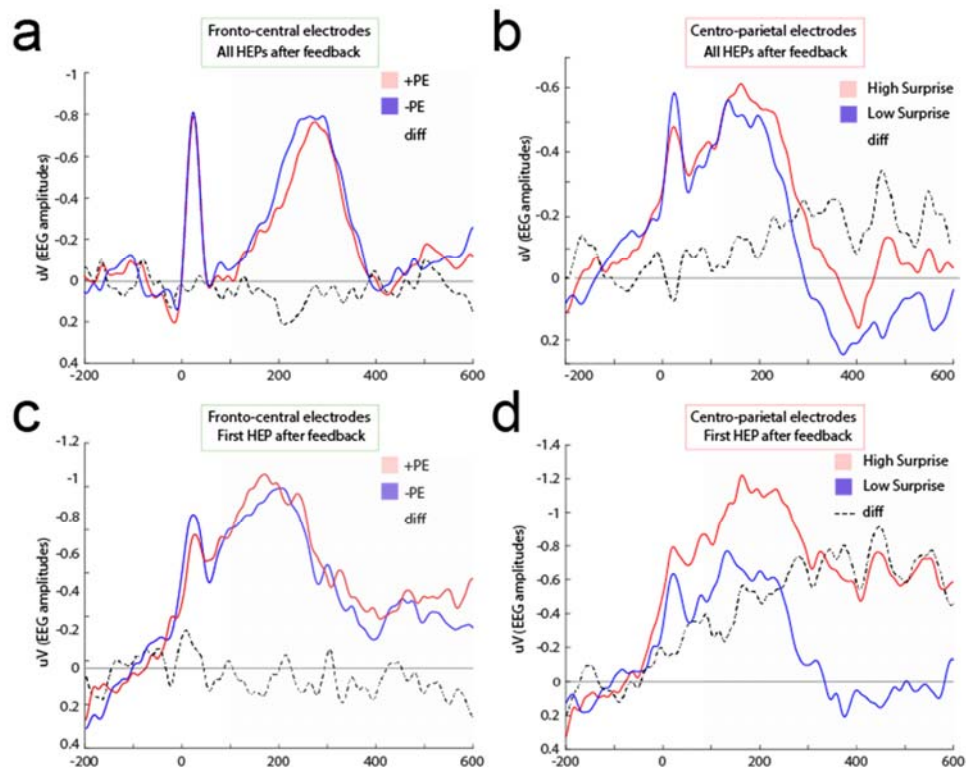 a
Fronto-central electrodes
All HEPs after feedback
+PE
-PE
diff
uV (EEG amplitudes)
-1
-0.8
-0.6
-0.2
0
0.2
0.4
-200
0
200
400
600
b
Centro-parietal electrodes
All HEPs after feedback
High Surprise
Low Surprise
diff
uV (EEG amplitudes)
-0.6
-0.4
-0.2
0
0.2
-200
0
200
400
600
c
Fronto-central electrodes
First HEP after feedback
+PE
-PE
diff
uV (EEG amplitudes)
-1.2
-1
-0.8
-0.6
-0.4
-0.2
0
0.2
0.4
-200
0
200
400
600
d
Centro-parietal electrodes
First HEP after feedback
High Surprise
Low Surprise
diff
uV (EEG amplitudes)
-1.4
-1.2
-1
-0.8
-0.6
-0.4
-0.2
0
0.2
0.4
-200
0
200
400
600